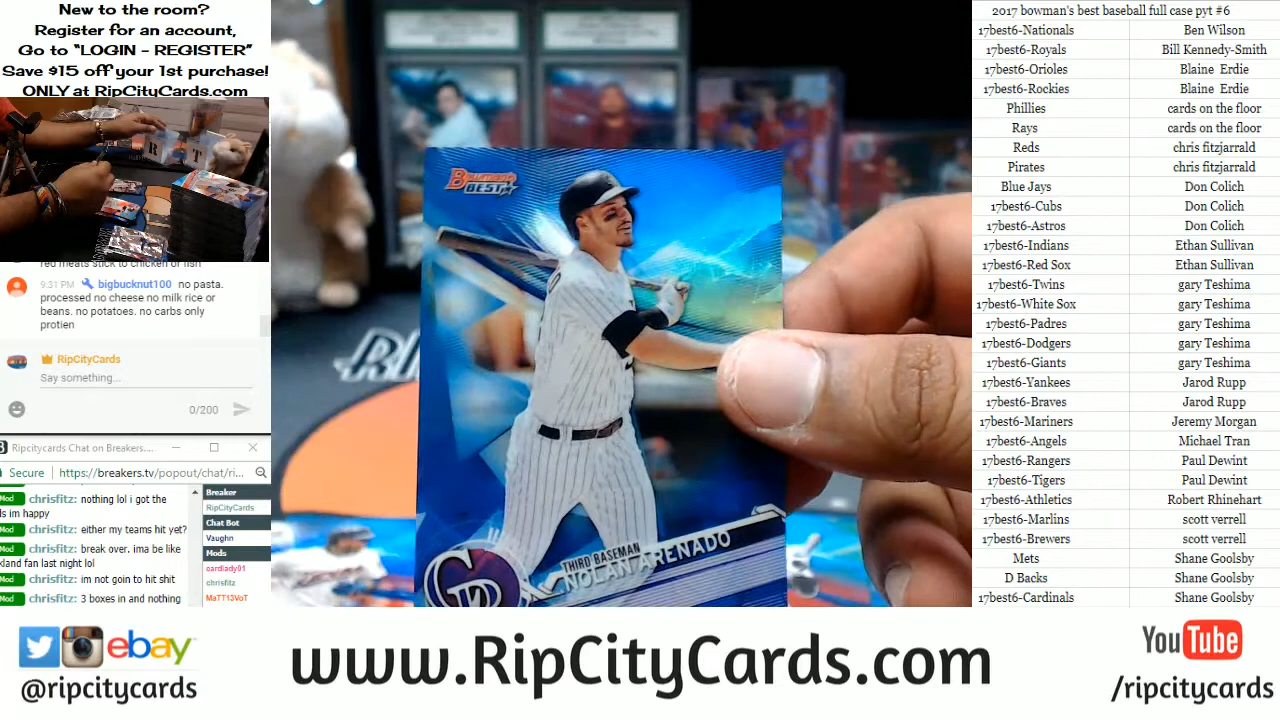 New to the room?
Register for an account,
Go to "LOGIN - REGISTER"
Save $15 off your 1st purchase!
ONLY at RipCityCards.com
R T
red meats stick to chicken or fish
9:31 PM bigbucknut100 no pasta.
processed no cheese no milk rice or
beans. no potatoes. no carbs only
protien
RipCityCards
Say something...
0/200
Ripcitycards Chat on Breakers....
Secure https://breakers.tv/popout/chat/ri...
Mod chrisfitz: nothing lol i got the
ls im happy
Mod chrisfitz: either my teams hit yet?
Mod chrisfitz: break over. ima be like
kland fan last night lol
Mod chrisfitz: im not goin to hit shit
Mod chrisfitz: 3 boxes in and nothing
Breaker
RipCityCards
Chat Bot
Vaughn
Mods
cardlady01
chrisfitz
MaTT13VoT
BOWMAN'S
BEST
THIRD BASEMAN
NOLAN ARENADO
CR
2017 bowman's best baseball full case pyt #6
17best6-Nationals Ben Wilson
17best6-Royals Bill Kennedy-Smith
17best6-Orioles Blaine Erdie
17best6-Rockies Blaine Erdie
Phillies cards on the floor
Rays cards on the floor
Reds chris fitzjarrald
Pirates chris fitzjarrald
Blue Jays Don Colich
17best6-Cubs Don Colich
17best6-Astros Don Colich
17best6-Indians Ethan Sullivan
17best6-Red Sox Ethan Sullivan
17best6-Twins gary Teshima
17best6-White Sox gary Teshima
17best6-Padres gary Teshima
17best6-Dodgers gary Teshima
17best6-Giants gary Teshima
17best6-Yankees Jarod Rupp
17best6-Braves Jarod Rupp
17best6-Mariners Jeremy Morgan
17best6-Angels Michael Tran
17best6-Rangers Paul Dewint
17best6-Tigers Paul Dewint
17best6-Athletics Robert Rhinehart
17best6-Marlins scott verrell
17best6-Brewers scott verrell
Mets Shane Goolsby
D Backs Shane Goolsby
17best6-Cardinals Shane Goolsby
ebay
@ripcitycards
www.RipCityCards.com
YouTube
/ripcitycards